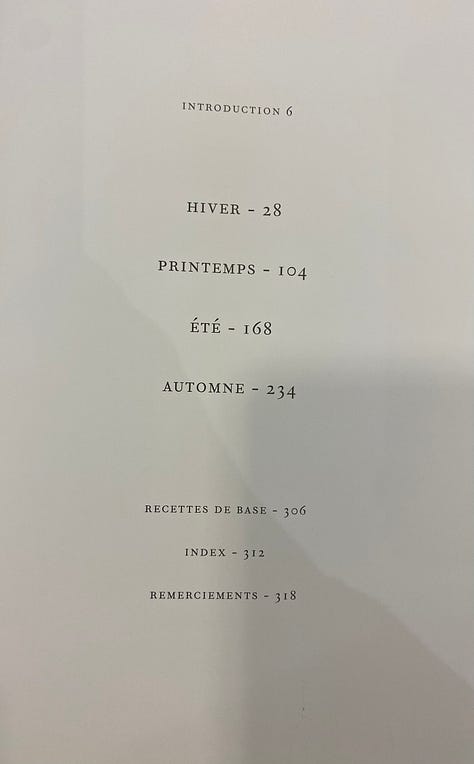 INTRODUCTION 6
HIVER - 28
PRINTEMPS - 104
ÉTÉ - 168
AUTOMNE - 234
RECETTES DE BASE - 306
INDEX - 312
REMERCIEMENTS - 318